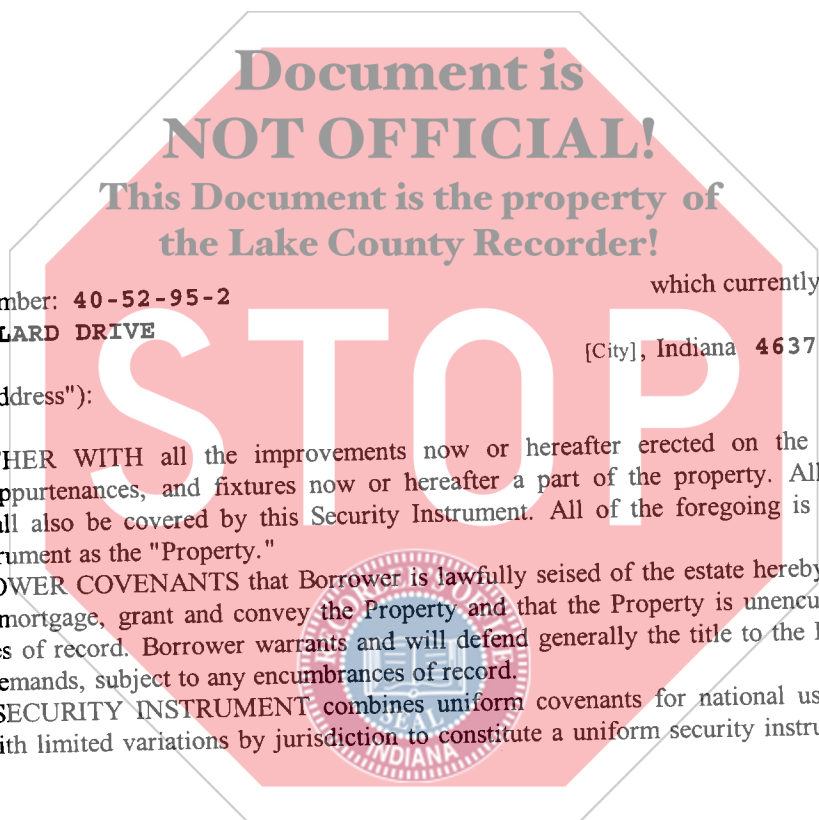 Document is
NOT OFFICIAL!
This Document is the property of
the Lake County Recorder!
mber: 40-52-95-2
which currently
LARD DRIVE
[City], Indiana 4637
ddress"):
STOP
HER WITH all the improvements now or hereafter erected on the
ppurtenances, and fixtures now or hereafter a part of the property. All
ll also be covered by this Security Instrument. All of the foregoing is
rument as the "Property."
OWER COVENANTS that Borrower is lawfully seised of the estate hereby
mortgage, grant and convey the Property and that the Property is unencu
es of record. Borrower warrants and will defend generally the title to the
emands, subject to any encumbrances of record.
SECURITY INSTRUMENT combines uniform covenants for national us
ith limited variations by jurisdiction to constitute a uniform security instru
SEAL
INDIANA